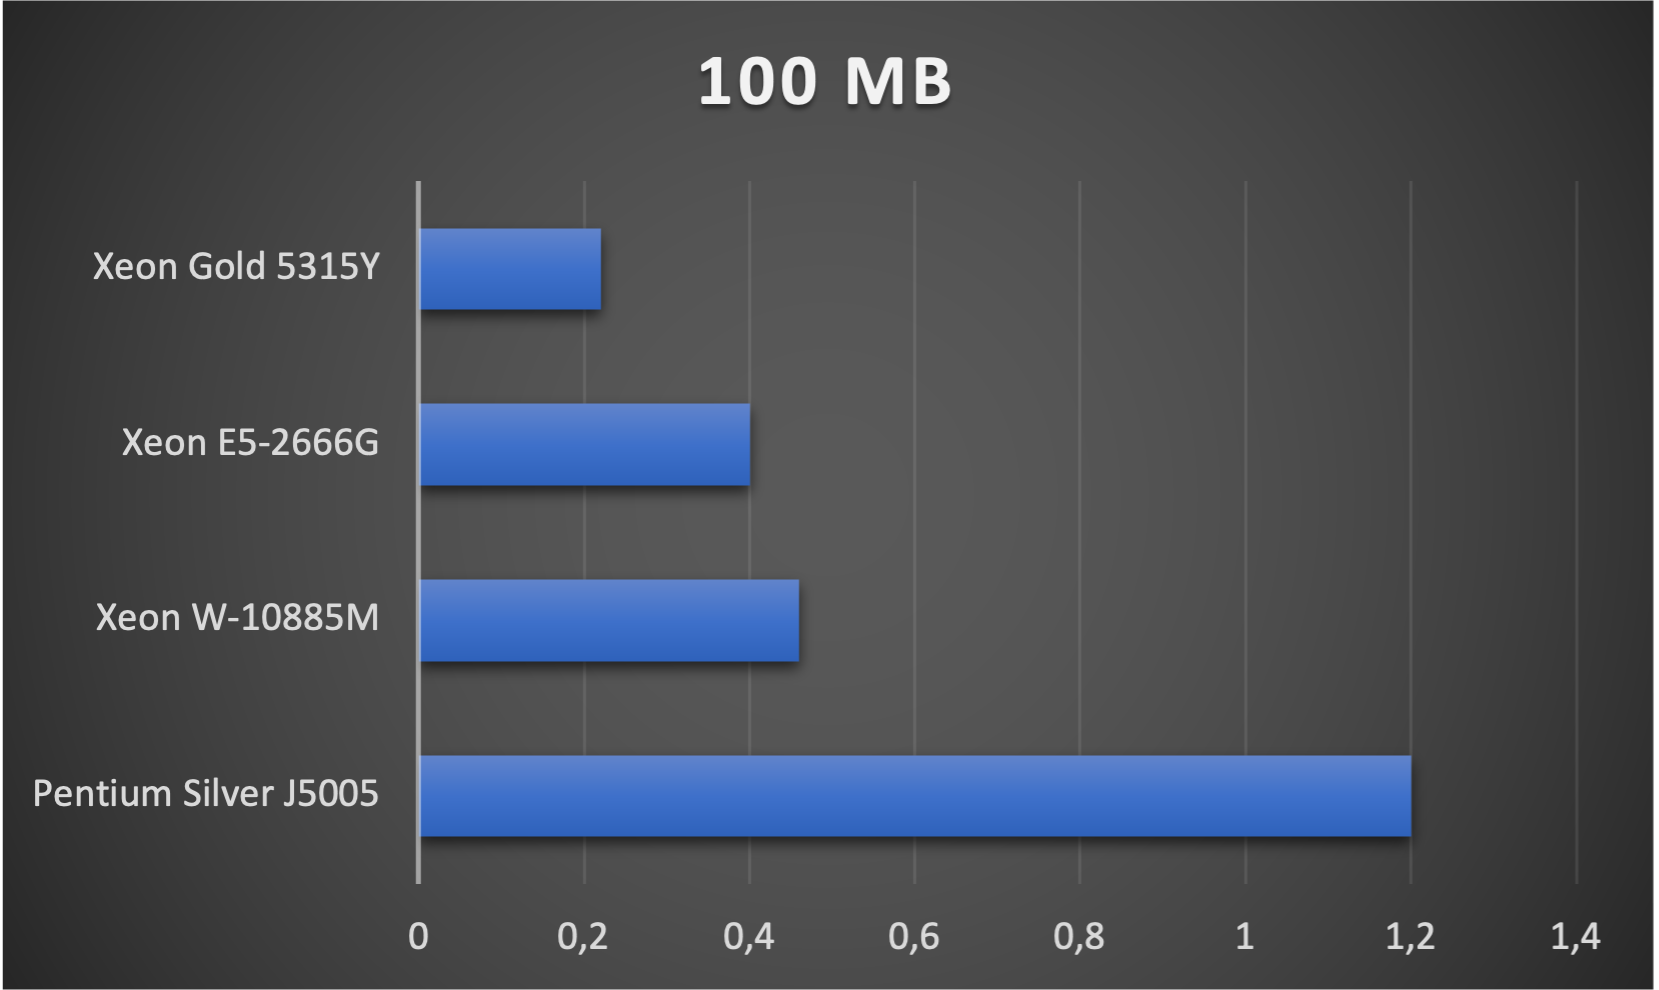 100 MB
Xeon Gold 5315Y
Xeon E5-2666G
Xeon W-10885M
Pentium Silver J5005
0 0,2 0,4 0,6 0,8 1 1,2 1,4